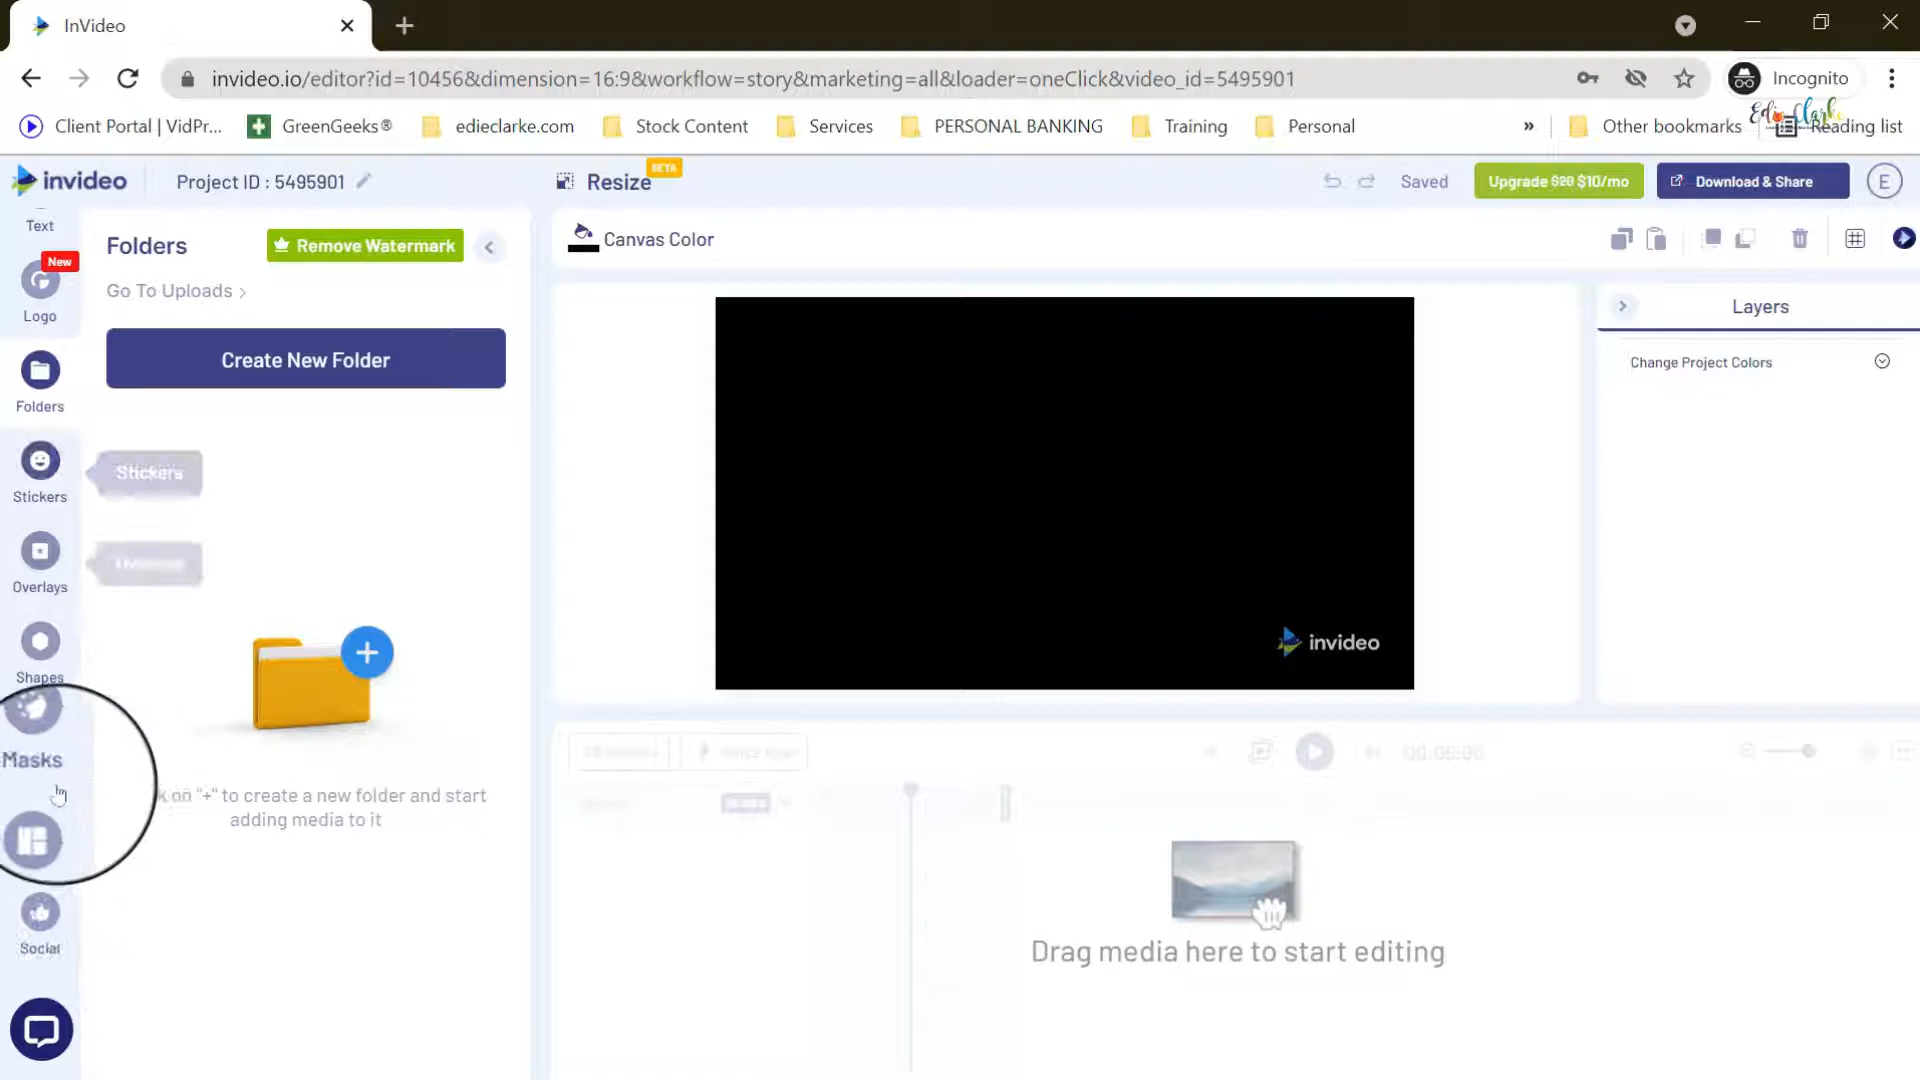 InVideo
invideo.io/editor?id=10456&dimension=16:9&workflow=story&marketing=all&loader=oneClick&video_id=5495901
Incognito
Client Portal | VidPr...
GreenGeeks®
edieclarke.com
Stock Content
Services
PERSONAL BANKING
Training
Personal
»
Other bookmarks
Reading list
invideo
Project ID : 5495901
Resize
BETA
Saved
Upgrade $20 $10/mo
Download & Share
E
Text
New
Logo
Folders
Stickers
Overlays
Shapes
Masks
Social
Folders
Remove Watermark
Go To Uploads >
Create New Folder
Stickers
on "+" to create a new folder and start
adding media to it
Canvas Color
invideo
Layers
Change Project Colors
00:00:00
Drag media here to start editing